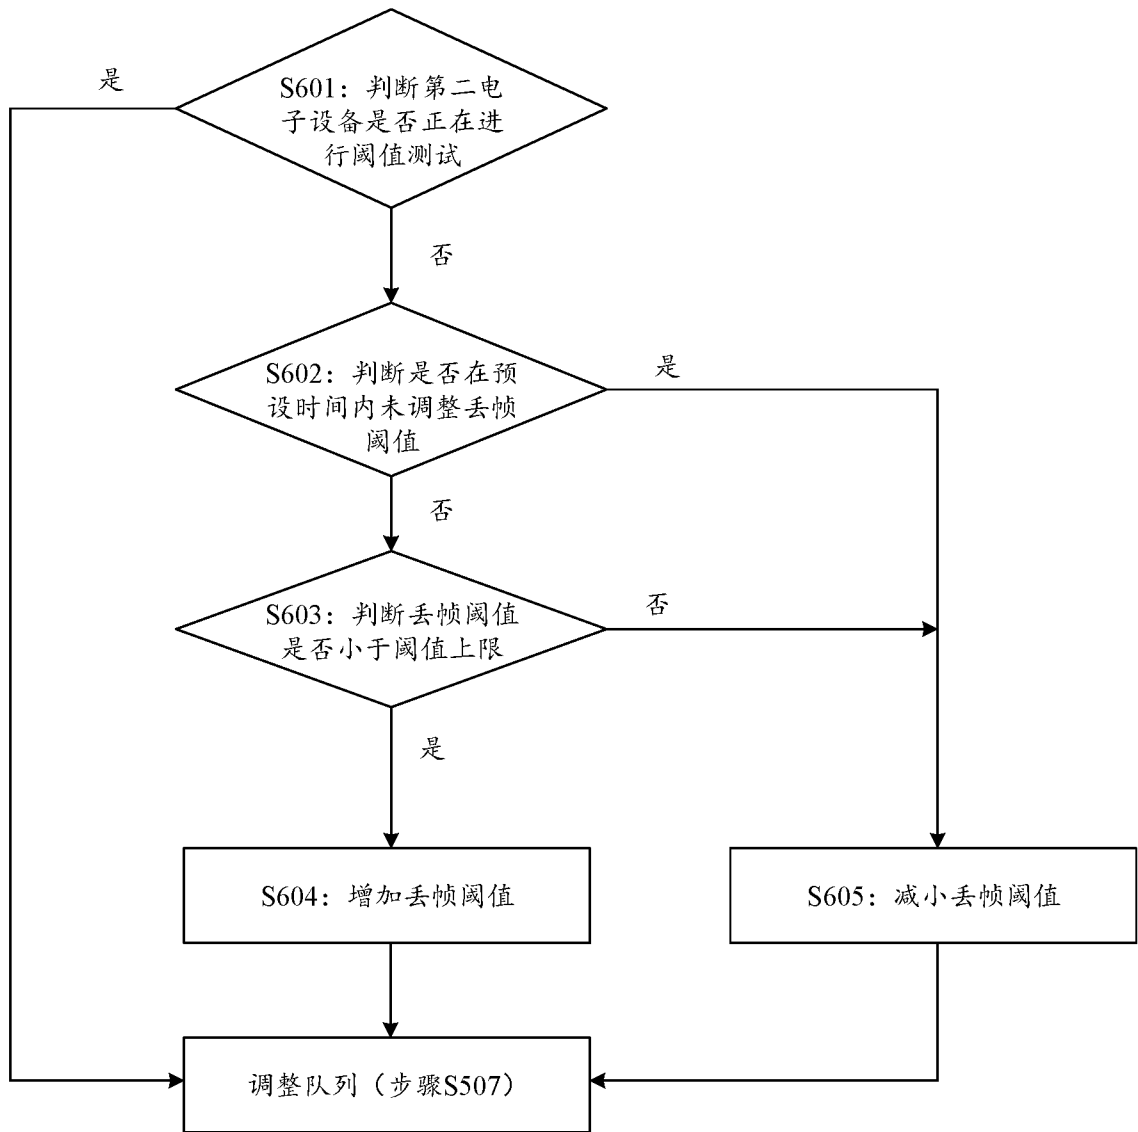 是
S601：判断第二电
子设备是否正在进
行阈值测试
否
S602：判断是否在预
设时间内未调整丢帧
阈值
是
否
S603：判断丢帧阈值
是否小于阈值上限
否
是
S604：增加丢帧阈值
S605：减小丢帧阈值
调整队列（步骤S507）